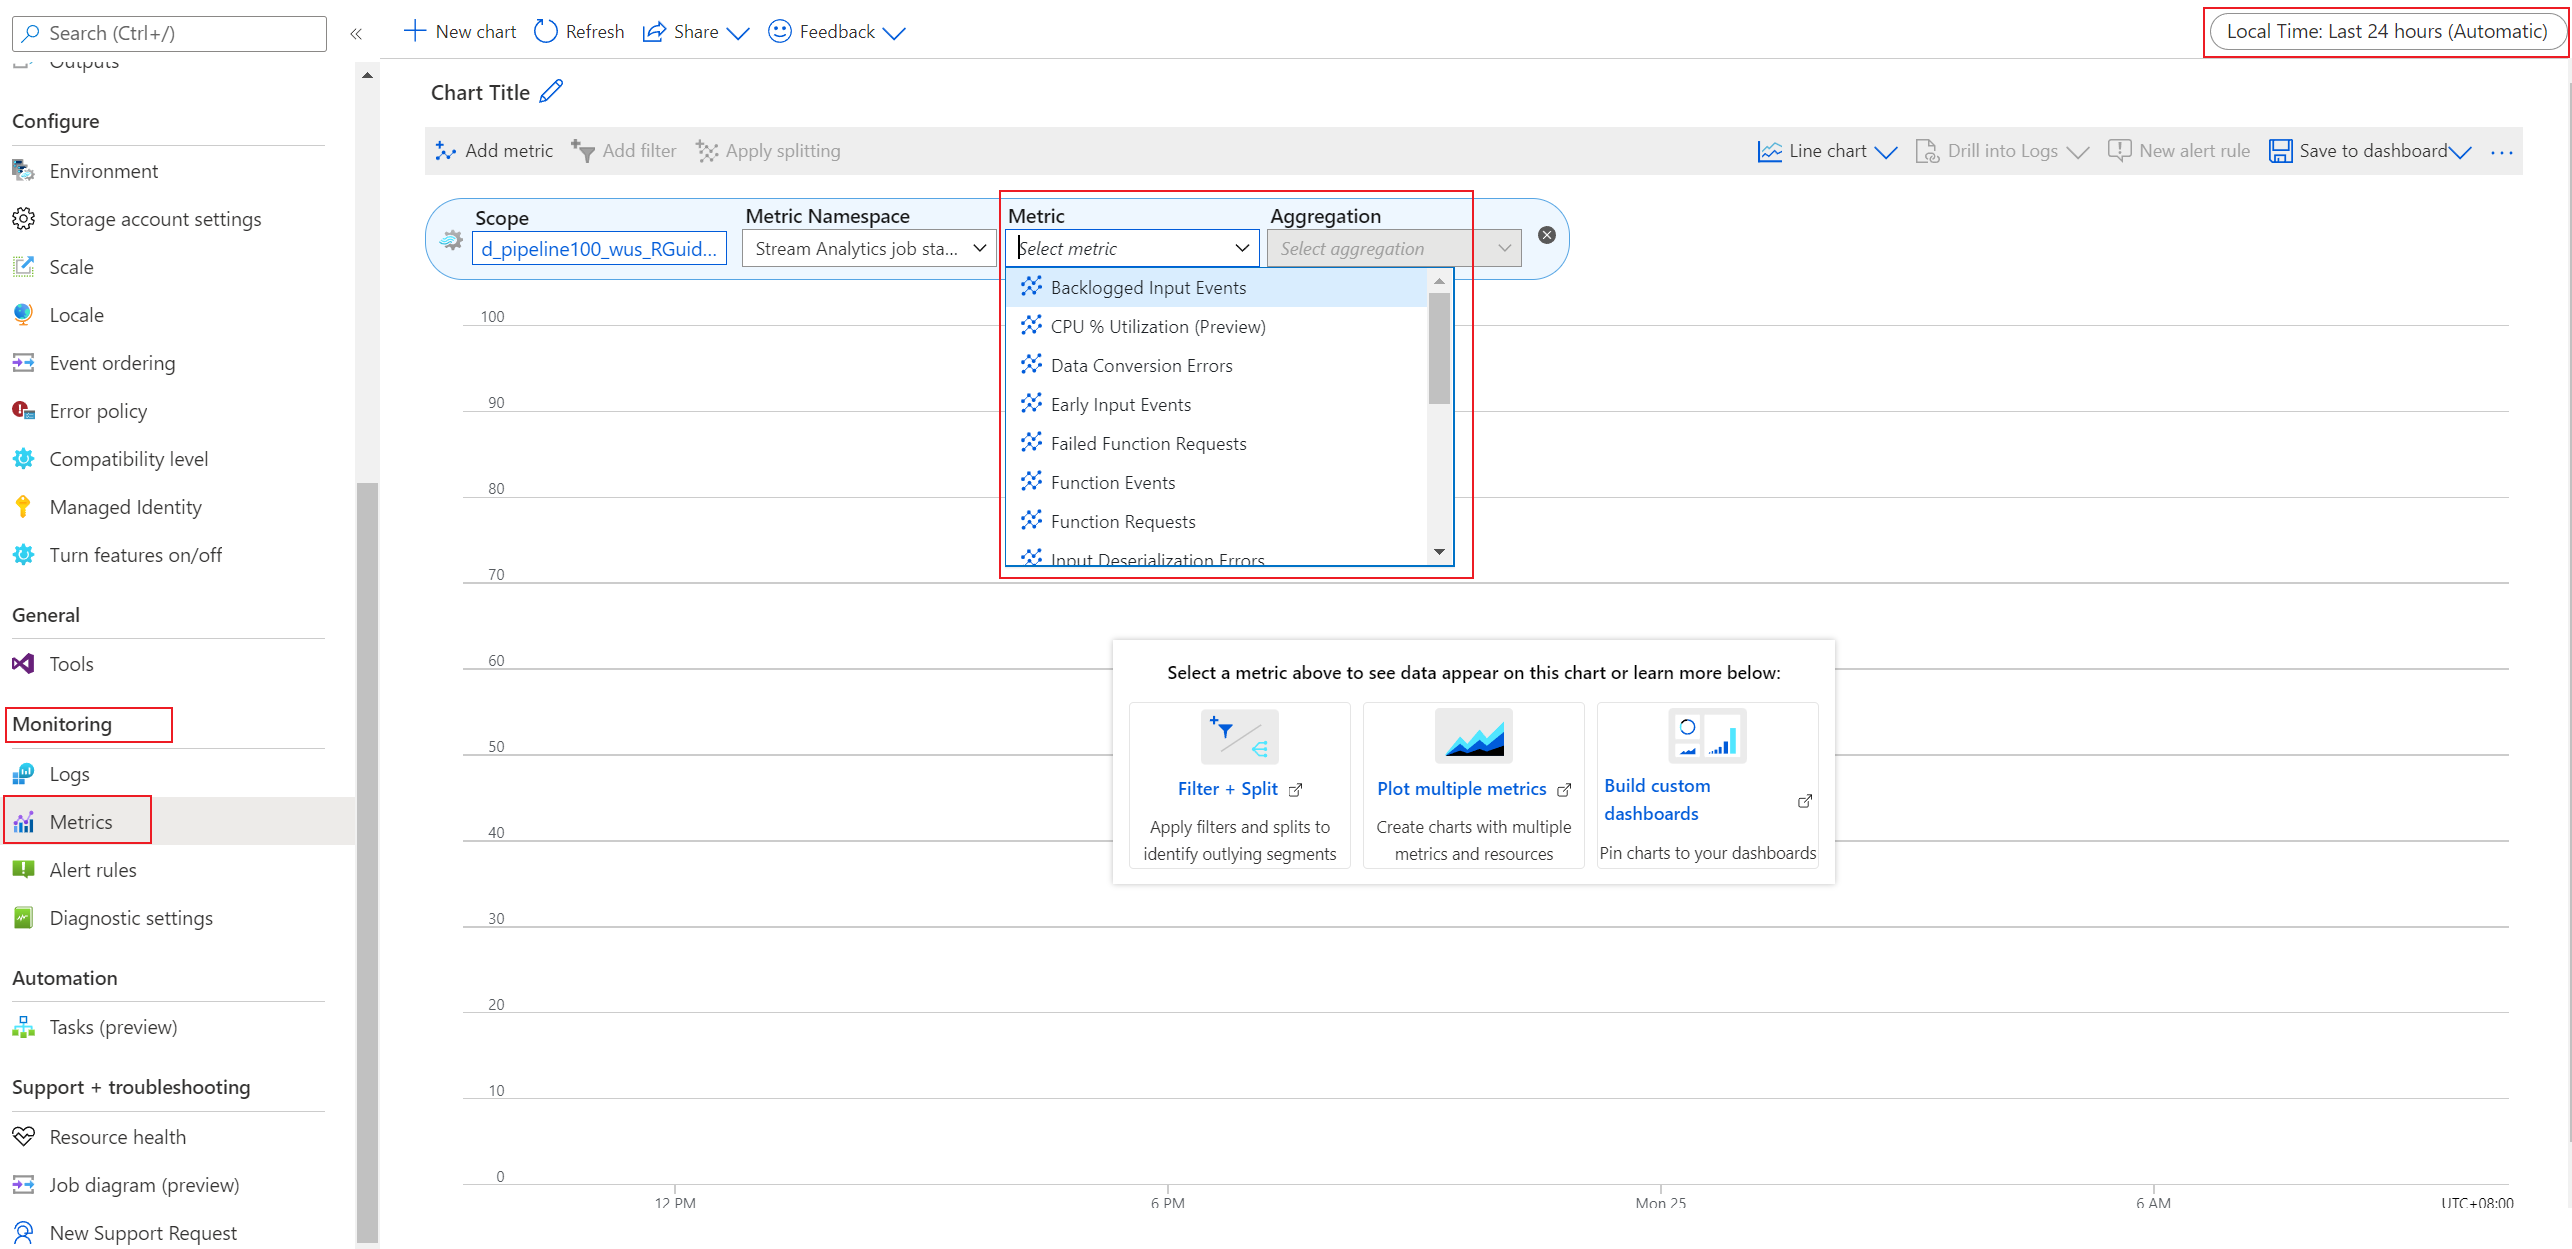 Search (Ctrl+/)
«
New chart
Refresh
Share
Feedback
Local Time: Last 24 hours (Automatic)
Outputs
Configure
Environment
Storage account settings
Scale
Locale
Event ordering
Error policy
Compatibility level
Managed Identity
Turn features on/off
General
Tools
Monitoring
Logs
Metrics
Alert rules
Diagnostic settings
Automation
Tasks (preview)
Support + troubleshooting
Resource health
Job diagram (preview)
New Support Request
Chart Title
Add metric
Add filter
Apply splitting
Line chart
Drill into Logs
New alert rule
Save to dashboard
...
Scope
d_pipeline100_wus_RGuid...
Metric Namespace
Stream Analytics job sta...
Metric
Select metric
Aggregation
Select aggregation
Backlogged Input Events
CPU % Utilization (Preview)
Data Conversion Errors
Early Input Events
Failed Function Requests
Function Events
Function Requests
Input Deserialization Errors
100
90
80
70
60
50
40
30
20
10
0
Select a metric above to see data appear on this chart or learn more below:
Filter + Split
Apply filters and splits to
identify outlying segments
Plot multiple metrics
Create charts with multiple
metrics and resources
Build custom
dashboards
Pin charts to your dashboards
12 PM
6 PM
Mon 25
6 AM
UTC+08:00